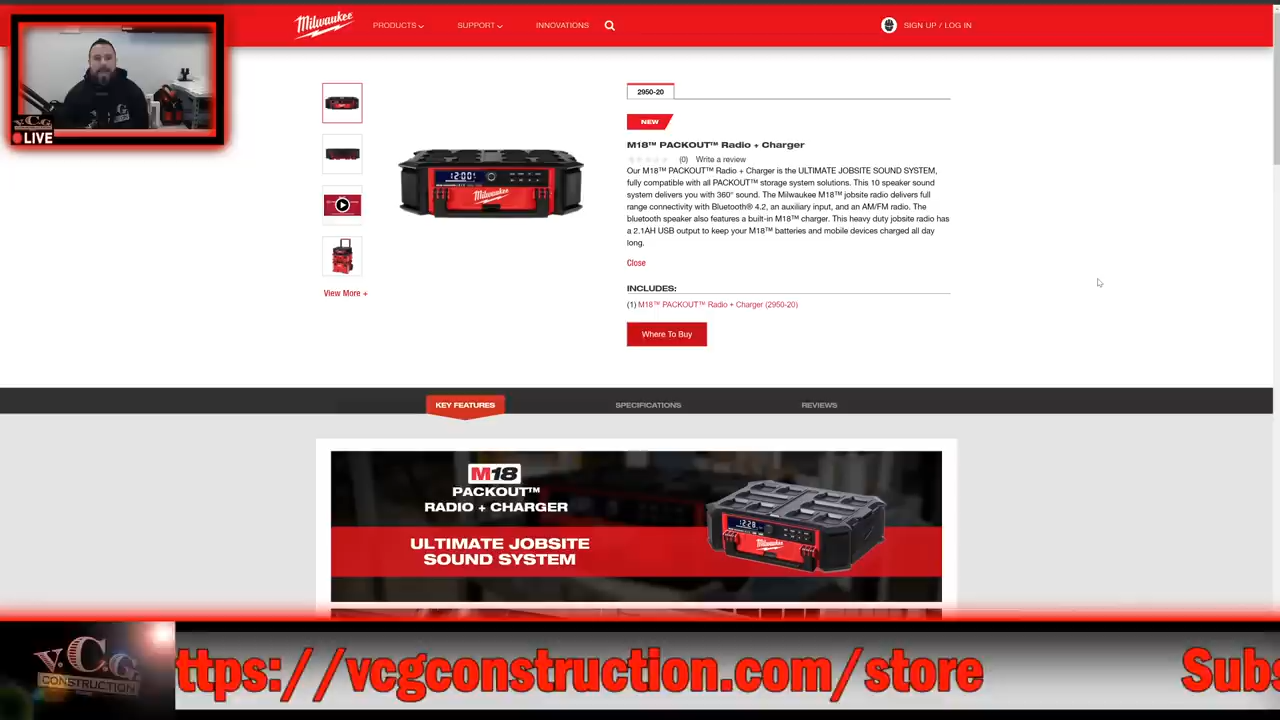 Milwaukee
PRODUCTS
SUPPORT
INNOVATIONS
SIGN UP / LOG IN
V.C.G
LIVE
2950-20
NEW
M18™ PACKOUT™ Radio + Charger
(0) Write a review
Our M18™ PACKOUT™ Radio + Charger is the ULTIMATE JOBSITE SOUND SYSTEM,
fully compatible with all PACKOUT™ storage system solutions. This 10 speaker sound
system delivers you with 360° sound. The Milwaukee M18™ jobsite radio delivers full
range connectivity with Bluetooth® 4.2, an auxiliary input, and an AM/FM radio. The
bluetooth speaker also features a built-in M18™ charger. This heavy duty jobsite radio has
a 2.1AH USB output to keep your M18™ batteries and mobile devices charged all day
long.
Close
INCLUDES:
(1) M18™ PACKOUT™ Radio + Charger (2950-20)
Where To Buy
12:00
Milwaukee
View More +
KEY FEATURES
SPECIFICATIONS
REVIEWS
M18
PACKOUT™
RADIO + CHARGER
ULTIMATE JOBSITE
SOUND SYSTEM
12:28
Milwaukee
V.C.G
CONSTRUCTION
ttps://vcgconstruction.com/store
Subs